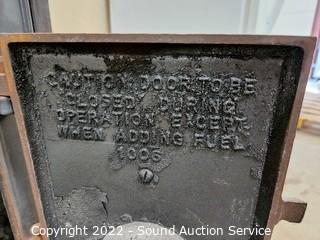 CAUTION DOOR TO BE
CLOSED DURING
OPERATION EXCEPT
WHEN ADDING FUEL
1006
Copyright 2022 - Sound Auction Service